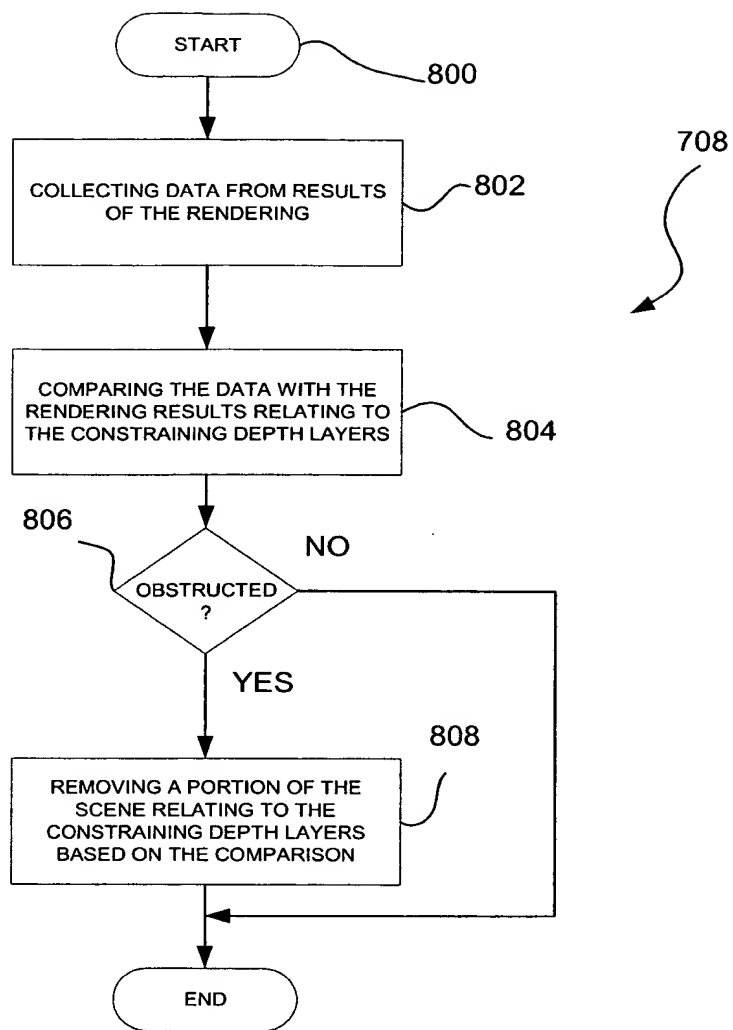 START
800
708
COLLECTING DATA FROM RESULTS
OF THE RENDERING
802
COMPARING THE DATA WITH THE
RENDERING RESULTS RELATING TO
THE CONSTRAINING DEPTH LAYERS
804
806
NO
OBSTRUCTED
?
YES
808
REMOVING A PORTION OF THE
SCENE RELATING TO THE
CONSTRAINING DEPTH LAYERS
BASED ON THE COMPARISON
END